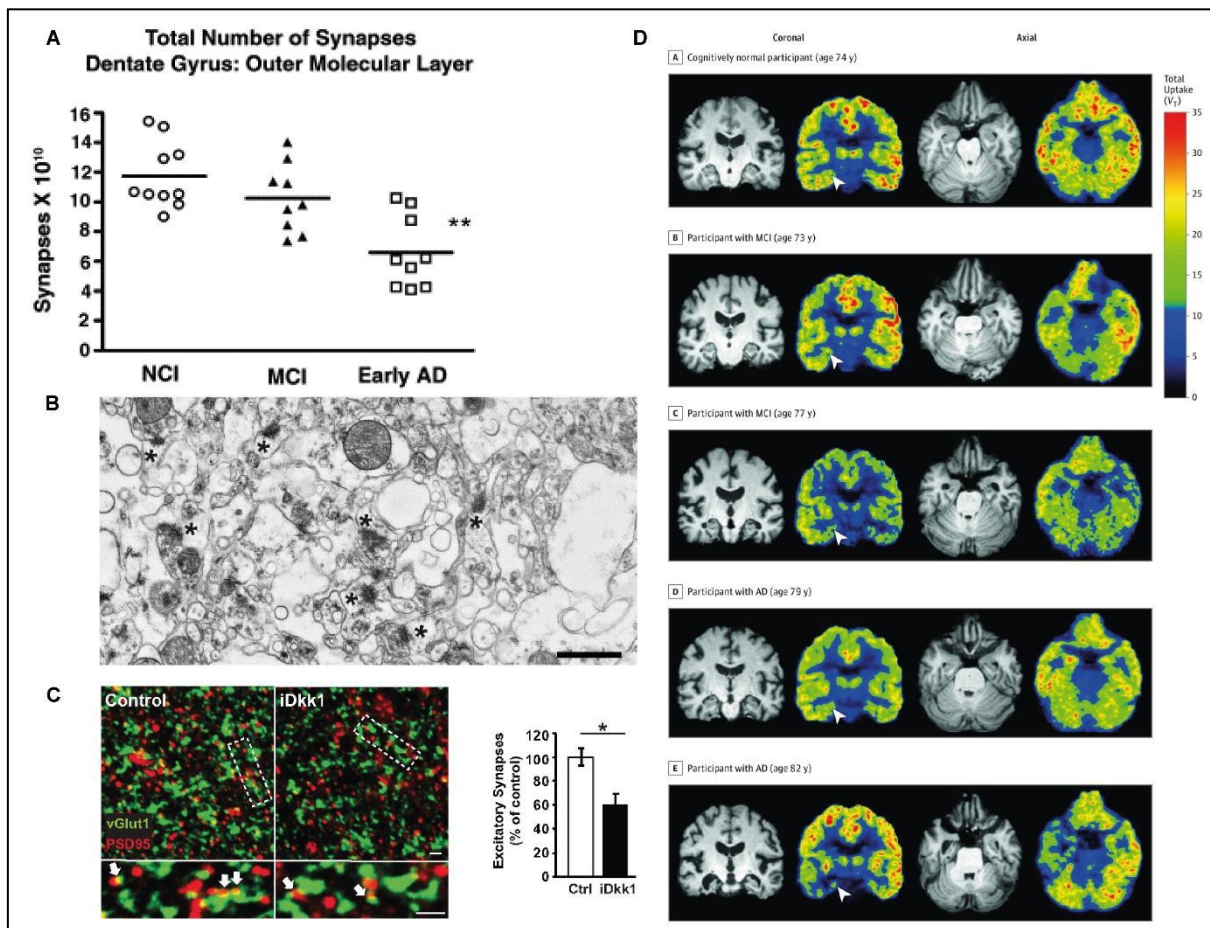 A
Total Number of Synapses
Dentate Gyrus: Outer Molecular Layer
Synapses X 10¹⁰
16
14
12
10
8
6
4
2
0
**
NCI
MCI
Early AD
B
*
*
*
*
*
*
*
C
Control
iDkk1
vGlut1
PSD95
Excitatory Synapses
(% of control)
120
100
80
60
40
20
0
*
Ctrl
iDkk1
D
Coronal
Axial
A Cognitively normal participant (age 74 y)
B Participant with MCI (age 73 y)
C Participant with MCI (age 77 y)
D Participant with AD (age 79 y)
E Participant with AD (age 82 y)
Total
Uptake
(VT)
35
30
25
20
15
10
5
0